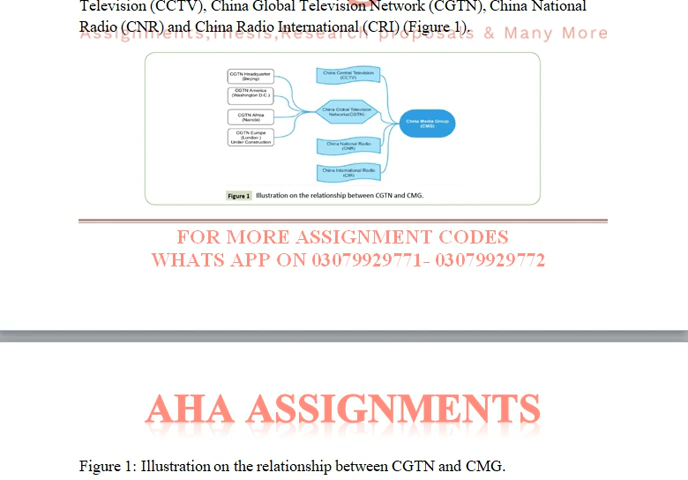 Television (CCTV), China Global Television Network (CGTN), China National
Radio (CNR) and China Radio International (CRI) (Figure 1).
Assignments,Thesis,Research proposals & Many More
CGTN Headquarter
(Beijing)
CGTN America
(Washington D.C.)
CGTN Africa
(Nairobi)
CGTN Europe
(London)
Under Construction
China Central Television
(CCTV)
China Global Television
Network(CGTN)
China National Radio
(CNR)
China International Radio
(CRI)
China Media Group
(CMG)
Figure 1 Illustration on the relationship between CGTN and CMG.
FOR MORE ASSIGNMENT CODES
WHATS APP ON 03079929771- 03079929772
AHA ASSIGNMENTS
Figure 1: Illustration on the relationship between CGTN and CMG.